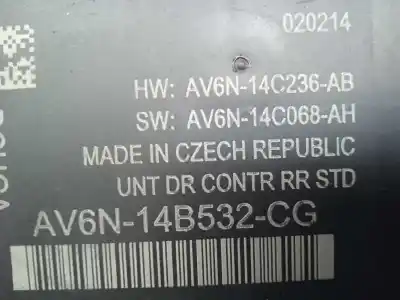 020214
HW: AV6N-14C236-AB
SW: AV6N-14C068-AH
MADE IN CZECH REPUBLIC
UNT DR CONTR RR STD
AV6N-14B532-CG